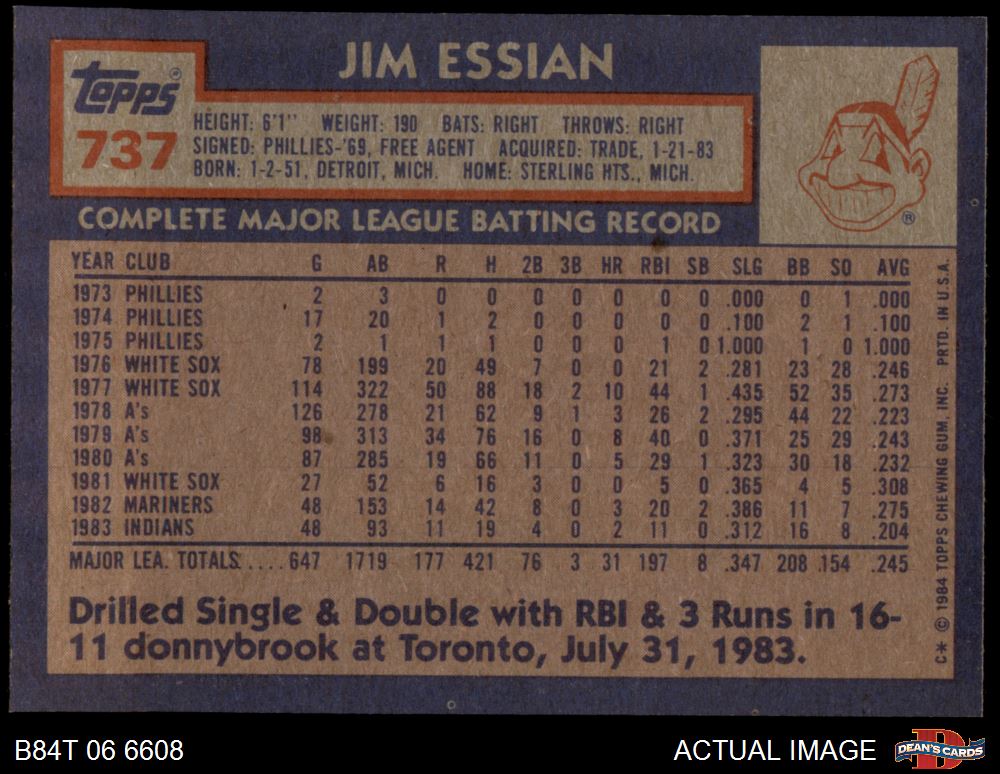 JIM ESSIAN
Topps®
737
HEIGHT: 6'1" WEIGHT: 190 BATS: RIGHT THROWS: RIGHT
SIGNED: PHILLIES-'69, FREE AGENT ACQUIRED: TRADE, 1-21-83
BORN: 1-2-51, DETROIT, MICH. HOME: STERLING HTS., MICH.
®
COMPLETE MAJOR LEAGUE BATTING RECORD
YEAR CLUB G AB R H 2B 3B HR RBI SB SLG BB SO AVG
1973 PHILLIES 2 3 0 0 0 0 0 0 0 .000 0 1 .000
1974 PHILLIES 17 20 1 2 0 0 0 0 0 .100 2 1 .100
1975 PHILLIES 2 1 1 1 0 0 0 1 0 1.000 1 0 1.000
1976 WHITE SOX 78 199 20 49 7 0 0 21 2 .281 23 28 .246
1977 WHITE SOX 114 322 50 88 18 2 10 44 1 .435 52 35 .273
1978 A's 126 278 21 62 9 1 3 26 2 .295 44 22 .223
1979 A's 98 313 34 76 16 0 8 40 0 .371 25 29 .243
1980 A's 87 285 19 66 11 0 5 29 1 .323 30 18 .232
1981 WHITE SOX 27 52 6 16 3 0 0 5 0 .365 4 5 .308
1982 MARINERS 48 153 14 42 8 0 3 20 2 .386 11 7 .275
1983 INDIANS 48 93 11 19 4 0 2 11 0 .312 16 8 .204
MAJOR LEA. TOTALS..... 647 1719 177 421 76 3 31 197 8 .347 208 154 .245
Drilled Single & Double with RBI & 3 Runs in 16-
11 donnybrook at Toronto, July 31, 1983.
C* © 1984 TOPPS CHEWING GUM, INC. PRTD. IN U.S.A.
B84T 06 6608
ACTUAL IMAGE
D
DEAN'S CARDS